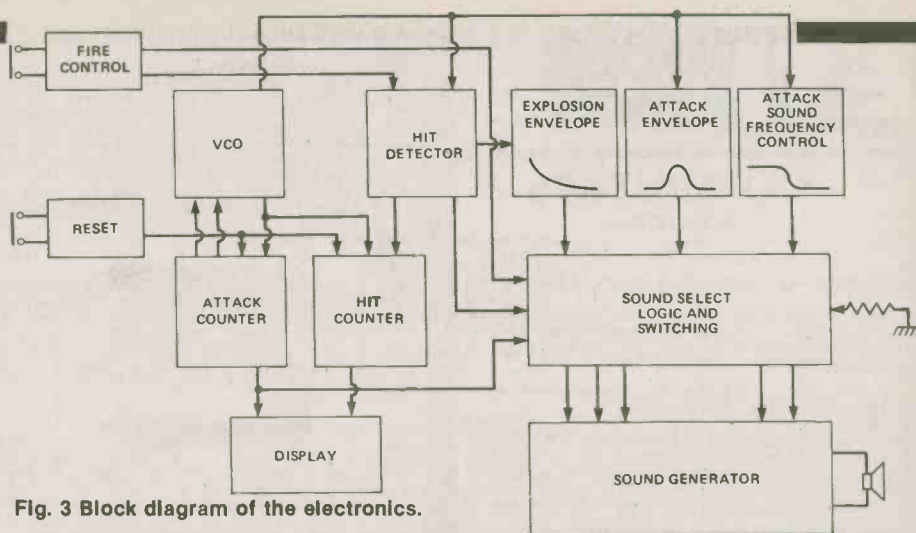 FIRE
CONTROL
VCO
HIT
DETECTOR
EXPLOSION
ENVELOPE
ATTACK
ENVELOPE
ATTACK
SOUND
FREQUENCY
CONTROL
RESET
ATTACK
COUNTER
HIT
COUNTER
SOUND SELECT
LOGIC AND
SWITCHING
DISPLAY
SOUND GENERATOR
Fig. 3 Block diagram of the electronics.